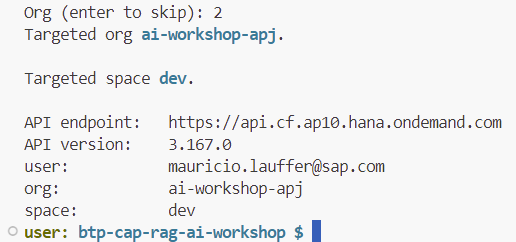 Org (enter to skip): 2
Targeted org ai-workshop-apj.
Targeted space dev.
API endpoint: https://api.cf.ap10.hana.ondemand.com
API version: 3.167.0
user: mauricio.lauffer@sap.com
org: ai-workshop-apj
space: dev
user: btp-cap-rag-ai-workshop $